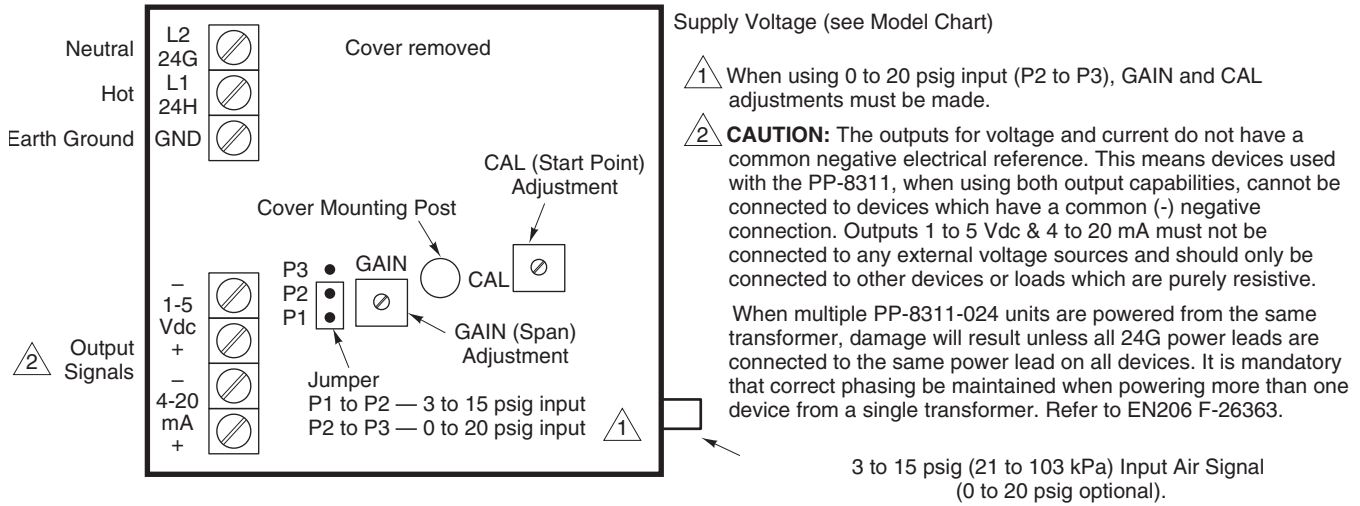 Neutral
L2
24G
Hot
L1
24H
Earth Ground
GND
Cover removed
CAL (Start Point)
Adjustment
Cover Mounting Post
P3
P2
P1
GAIN
CAL
GAIN (Span)
Adjustment
–
1-5
Vdc
+
2
Output
Signals
–
4-20
mA
+
Jumper
P1 to P2 — 3 to 15 psig input
P2 to P3 — 0 to 20 psig input
1
Supply Voltage (see Model Chart)
1 When using 0 to 20 psig input (P2 to P3), GAIN and CAL
adjustments must be made.
2 CAUTION: The outputs for voltage and current do not have a
common negative electrical reference. This means devices used
with the PP-8311, when using both output capabilities, cannot be
connected to devices which have a common (-) negative
connection. Outputs 1 to 5 Vdc & 4 to 20 mA must not be
connected to any external voltage sources and should only be
connected to other devices or loads which are purely resistive.
When multiple PP-8311-024 units are powered from the same
transformer, damage will result unless all 24G power leads are
connected to the same power lead on all devices. It is mandatory
that correct phasing be maintained when powering more than one
device from a single transformer. Refer to EN206 F-26363.
3 to 15 psig (21 to 103 kPa) Input Air Signal
(0 to 20 psig optional).